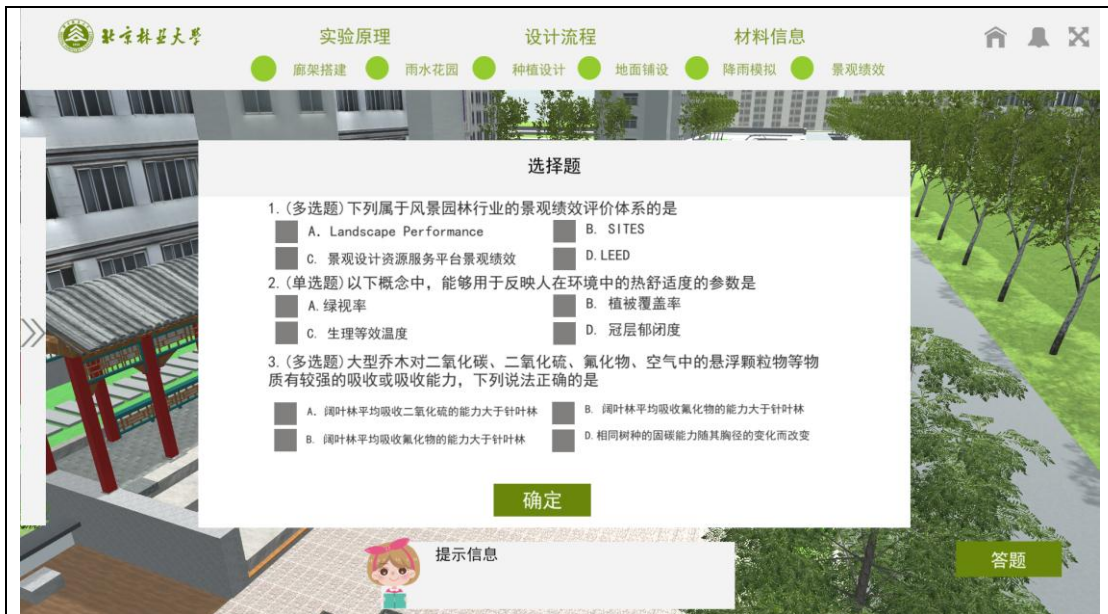 北京林业大学
实验原理 设计流程 材料信息
廊架搭建 雨水花园 种植设计 地面铺设 降雨模拟 景观绩效
选择题
1.(多选题)下列属于风景园林行业的景观绩效评价体系的是
A. Landscape Performance B. SITES
C. 景观设计资源服务平台景观绩效 D.LEED
2.(单选题)以下概念中，能够用于反映人在环境中的热舒适度的参数是
A.绿视率 B. 植被覆盖率
C. 生理等效温度 D. 冠层郁闭度
3.(多选题)大型乔木对二氧化碳、二氧化硫、氟化物、空气中的悬浮颗粒物等物
质有较强的吸收或吸收能力，下列说法正确的是
A. 阔叶林平均吸收二氧化硫的能力大于针叶林 B. 阔叶林平均吸收氟化物的能力大于针叶林
B. 阔叶林平均吸收氟化物的能力大于针叶林 D.相同树种的固碳能力随其胸径的变化而改变
确定
提示信息
答题